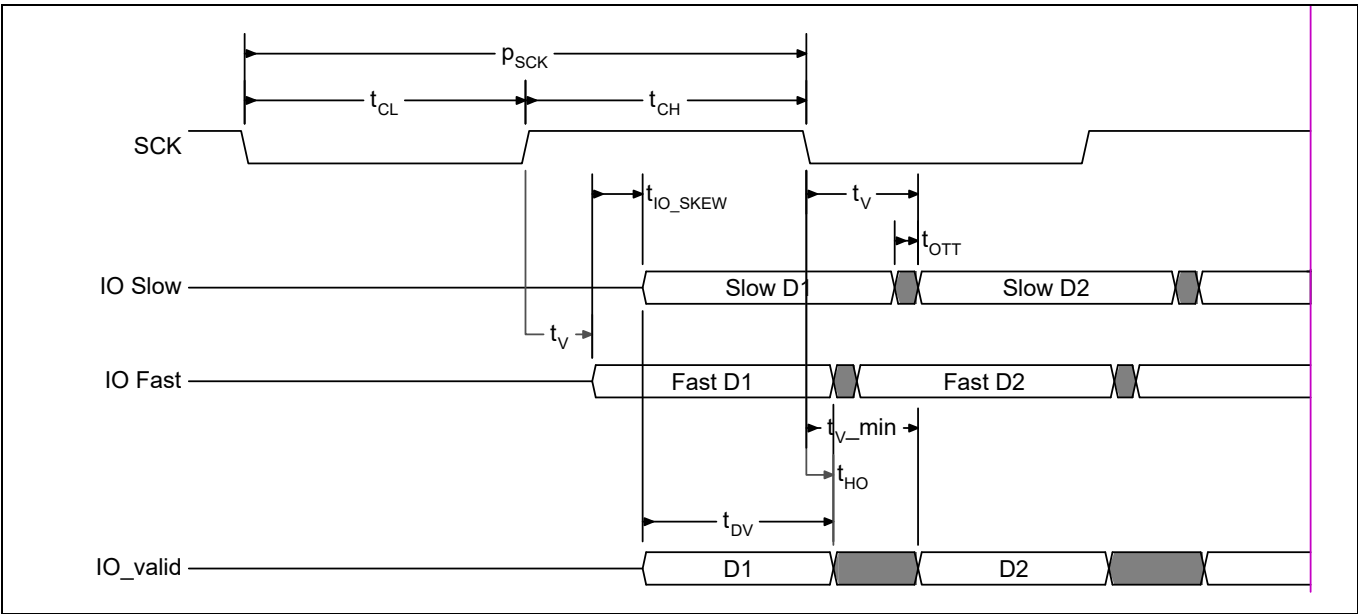 pSCK
tCL
tCH
SCK
tIO_SKEW
tV
tOTT
IO Slow
Slow D1
Slow D2
tV
IO Fast
Fast D1
Fast D2
tV_min
tHO
tDV
IO_valid
D1
D2